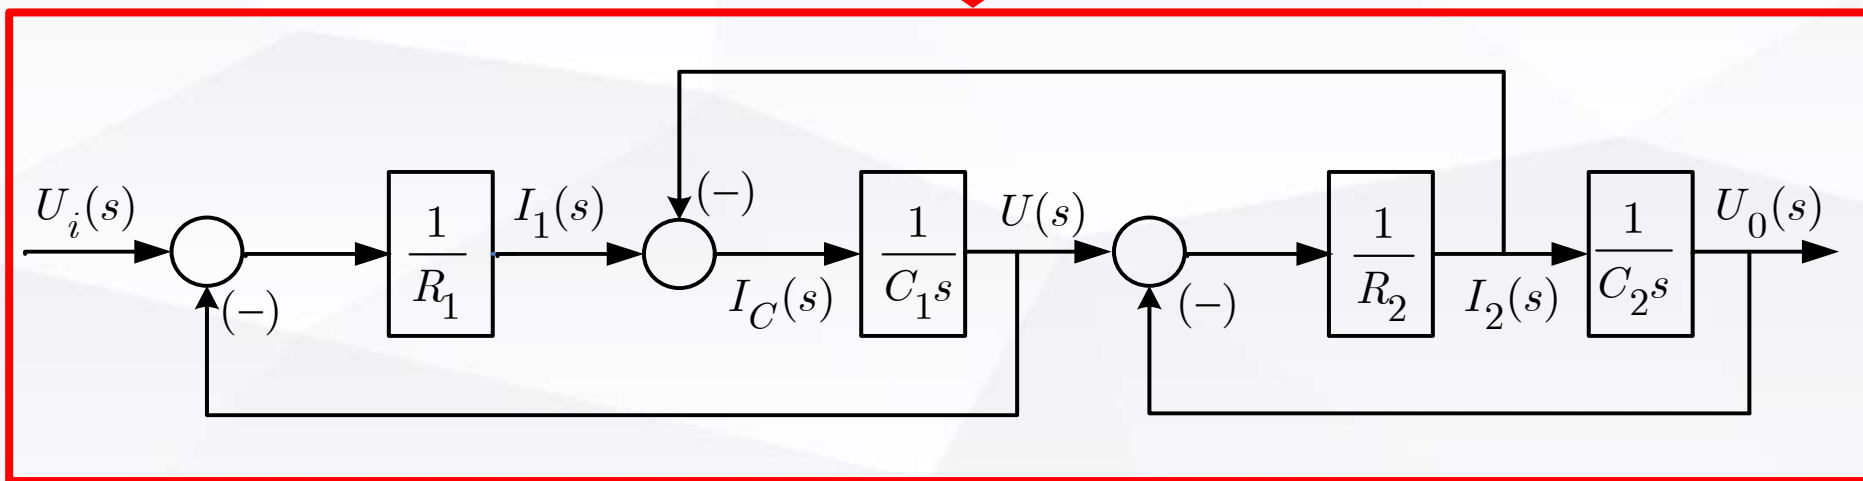 U_i(s)
(−)
1/R_1
I_1(s)
(−)
I_C(s)
1/(C_1 s)
U(s)
(−)
1/R_2
I_2(s)
1/(C_2 s)
U_0(s)